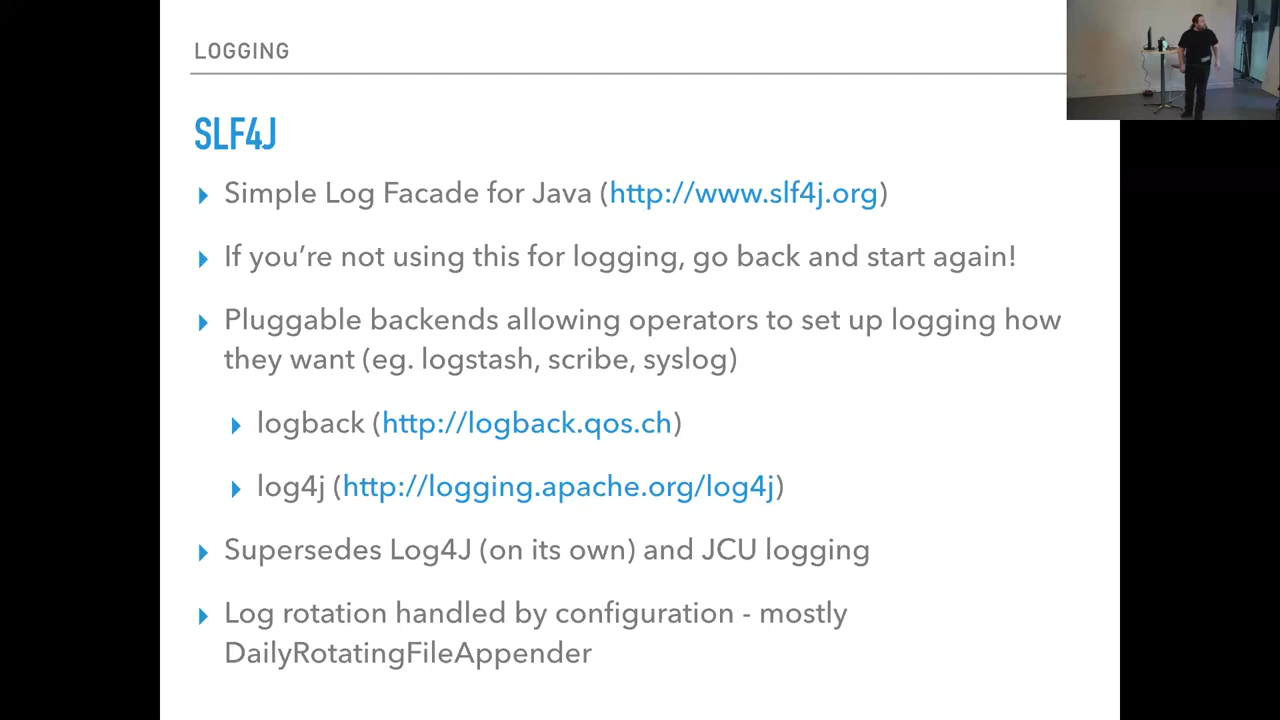 LOGGING
SLF4J
Simple Log Facade for Java (http://www.slf4j.org)
If you’re not using this for logging, go back and start again!
Pluggable backends allowing operators to set up logging how
they want (eg. logstash, scribe, syslog)
logback (http://logback.qos.ch)
log4j (http://logging.apache.org/log4j)
Supersedes Log4J (on its own) and JCU logging
Log rotation handled by configuration - mostly
DailyRotatingFileAppender